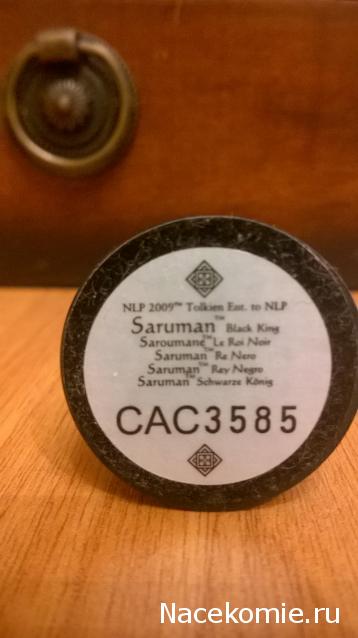 NLP 2009™ Tolkien Ent. to NLP
Saruman™ Black King
Saroumane™ Le Roi Noir
Saruman™ Re Nero
Saruman™ Rey Negro
Saruman™ Schwarze König
CAC3585
Nacekomie.ru